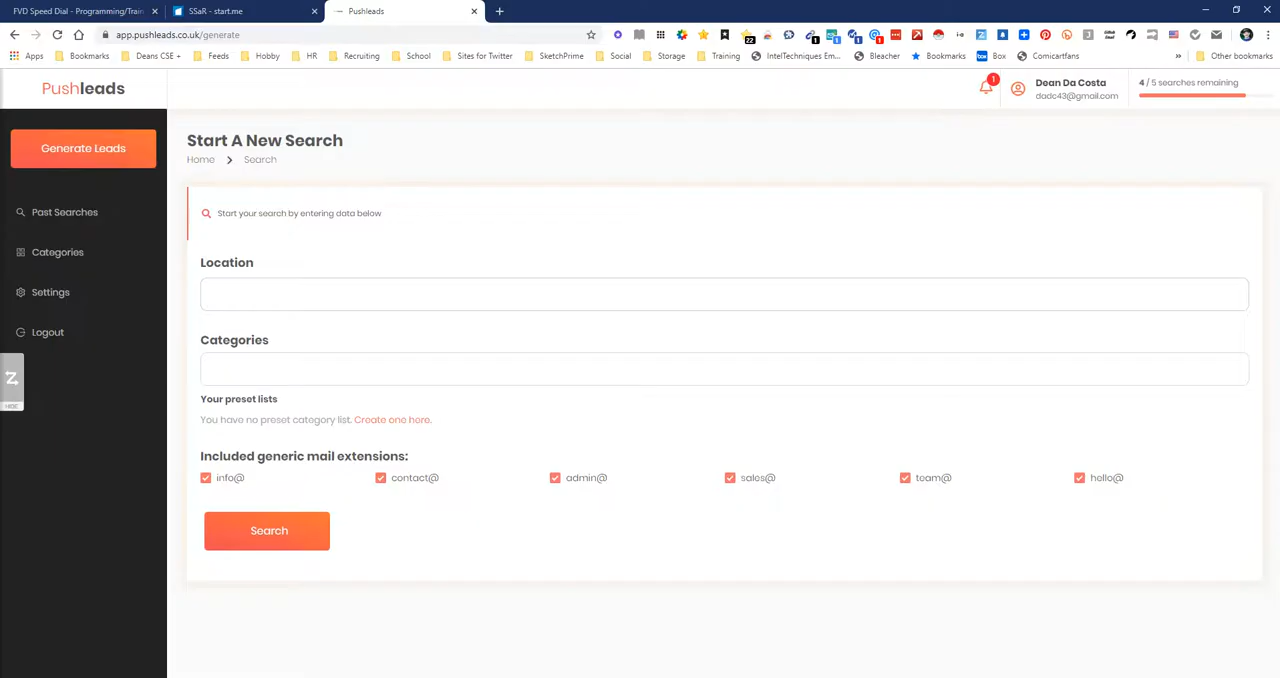 FVD Speed Dial - Programming/Train
SSaR - start.me
Pushleads
app.pushleads.co.uk/generate
Apps
Bookmarks
Deans CSE +
Feeds
Hobby
Recruiting
School
HR
Sites for Twitter
SketchPrime
Social
Storage
Training
IntelTechniques Em...
Bleacher
Bookmarks
Box
Comicartfans
»
Other bookmarks
Pushleads
1
Dean Da Costa
dadc43@gmail.com
4 / 5 searches remaining
Generate Leads
Past Searches
Categories
Settings
Logout
Start A New Search
Home > Search
Start your search by entering data below
Location
Categories
Your preset lists
You have no preset category list. Create one here.
Included generic mail extensions:
info@
contact@
admin@
sales@
team@
hello@
Search